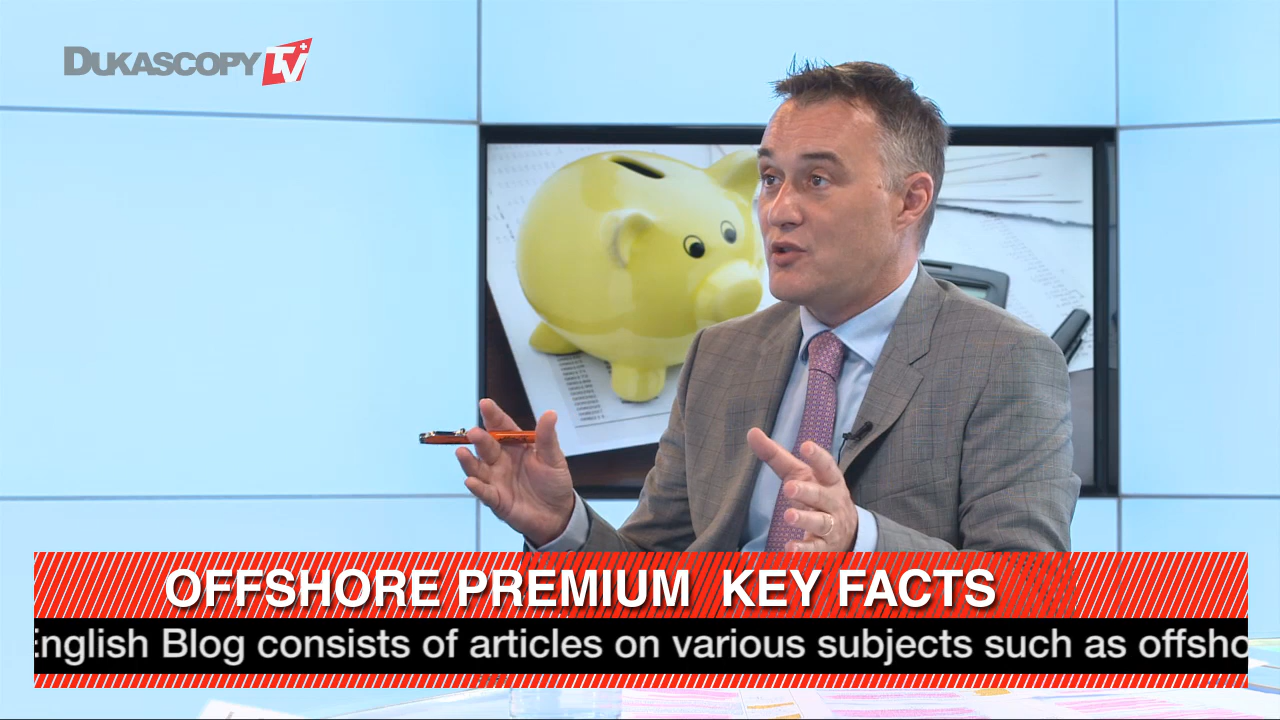 DUKASCOPY TV
OFFSHORE PREMIUM KEY FACTS
English Blog consists of articles on various subjects such as offsho